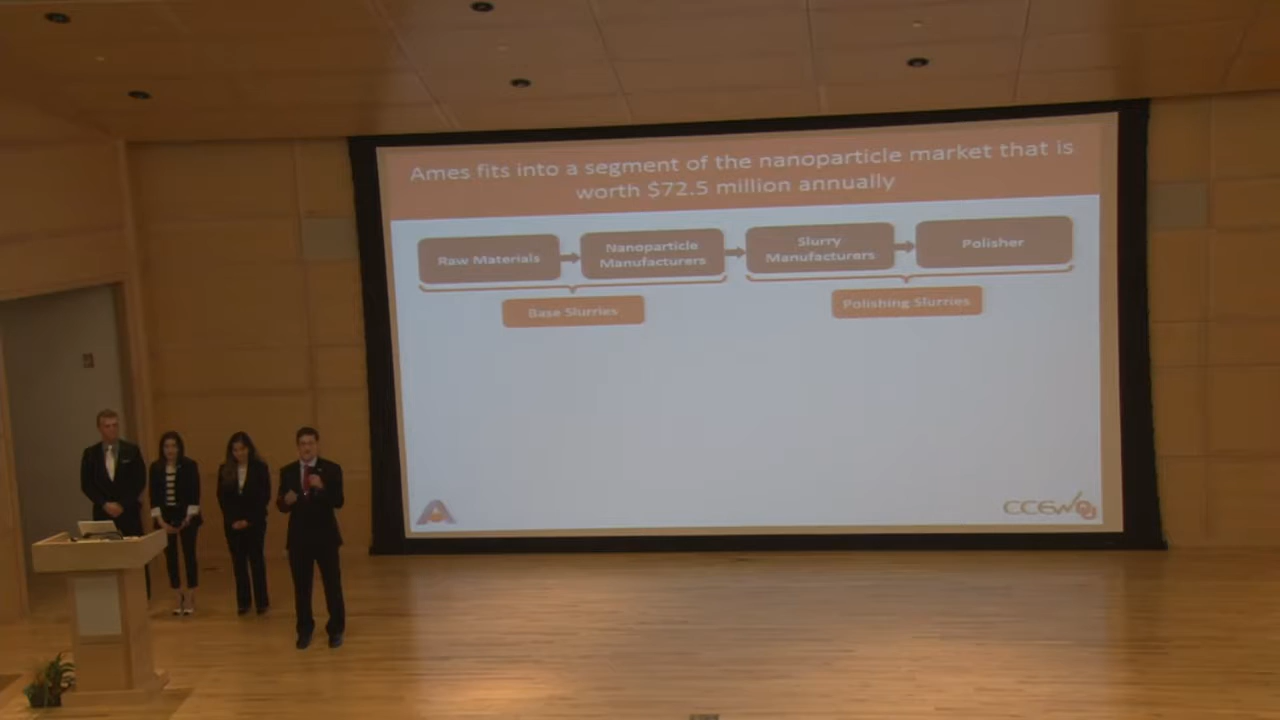 Ames fits into a segment of the nanoparticle market that is
worth $72.5 million annually
Raw Materials
Nanoparticle
Manufacturers
Slurry
Manufacturers
Polisher
Base Slurries
Polishing Slurries
CCEW
OU